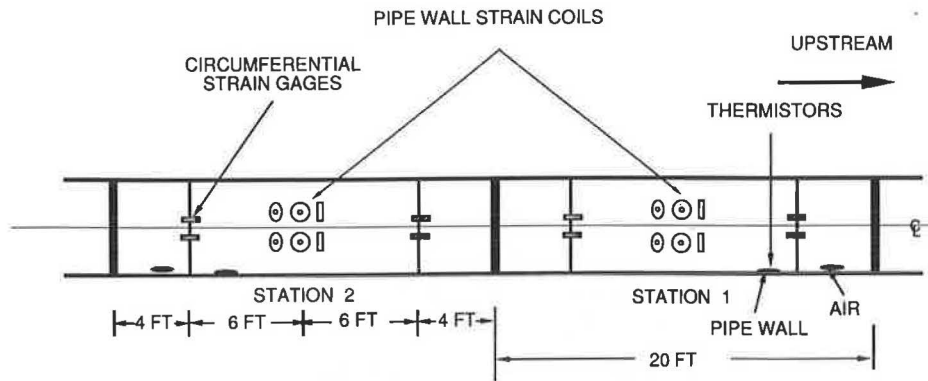 PIPE WALL STRAIN COILS
UPSTREAM
CIRCUMFERENTIAL
STRAIN GAGES
THERMISTORS
℄
STATION 2
STATION 1
AIR
PIPE WALL
4 FT
6 FT
6 FT
4 FT
20 FT